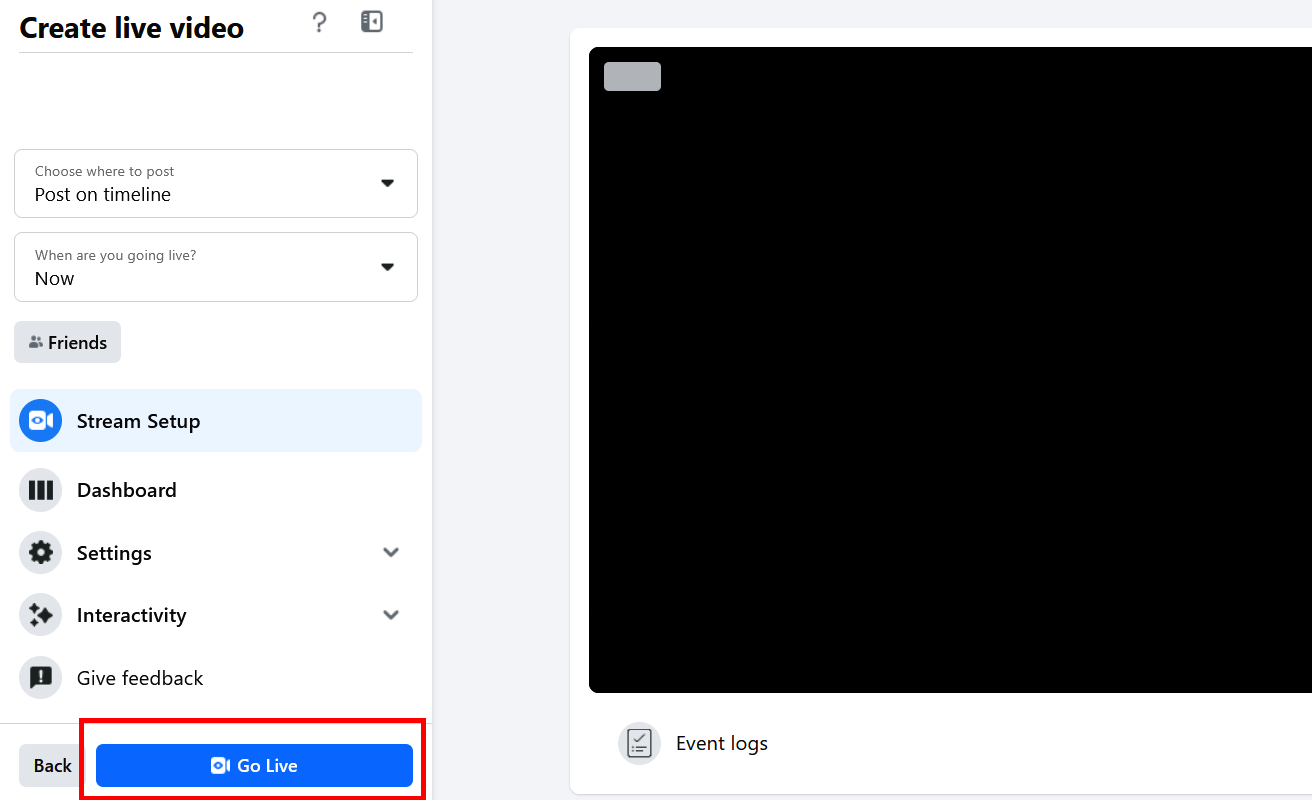 Create live video
?
Choose where to post
Post on timeline
When are you going live?
Now
Friends
Stream Setup
Dashboard
Settings
Interactivity
Give feedback
Back
Go Live
Event logs